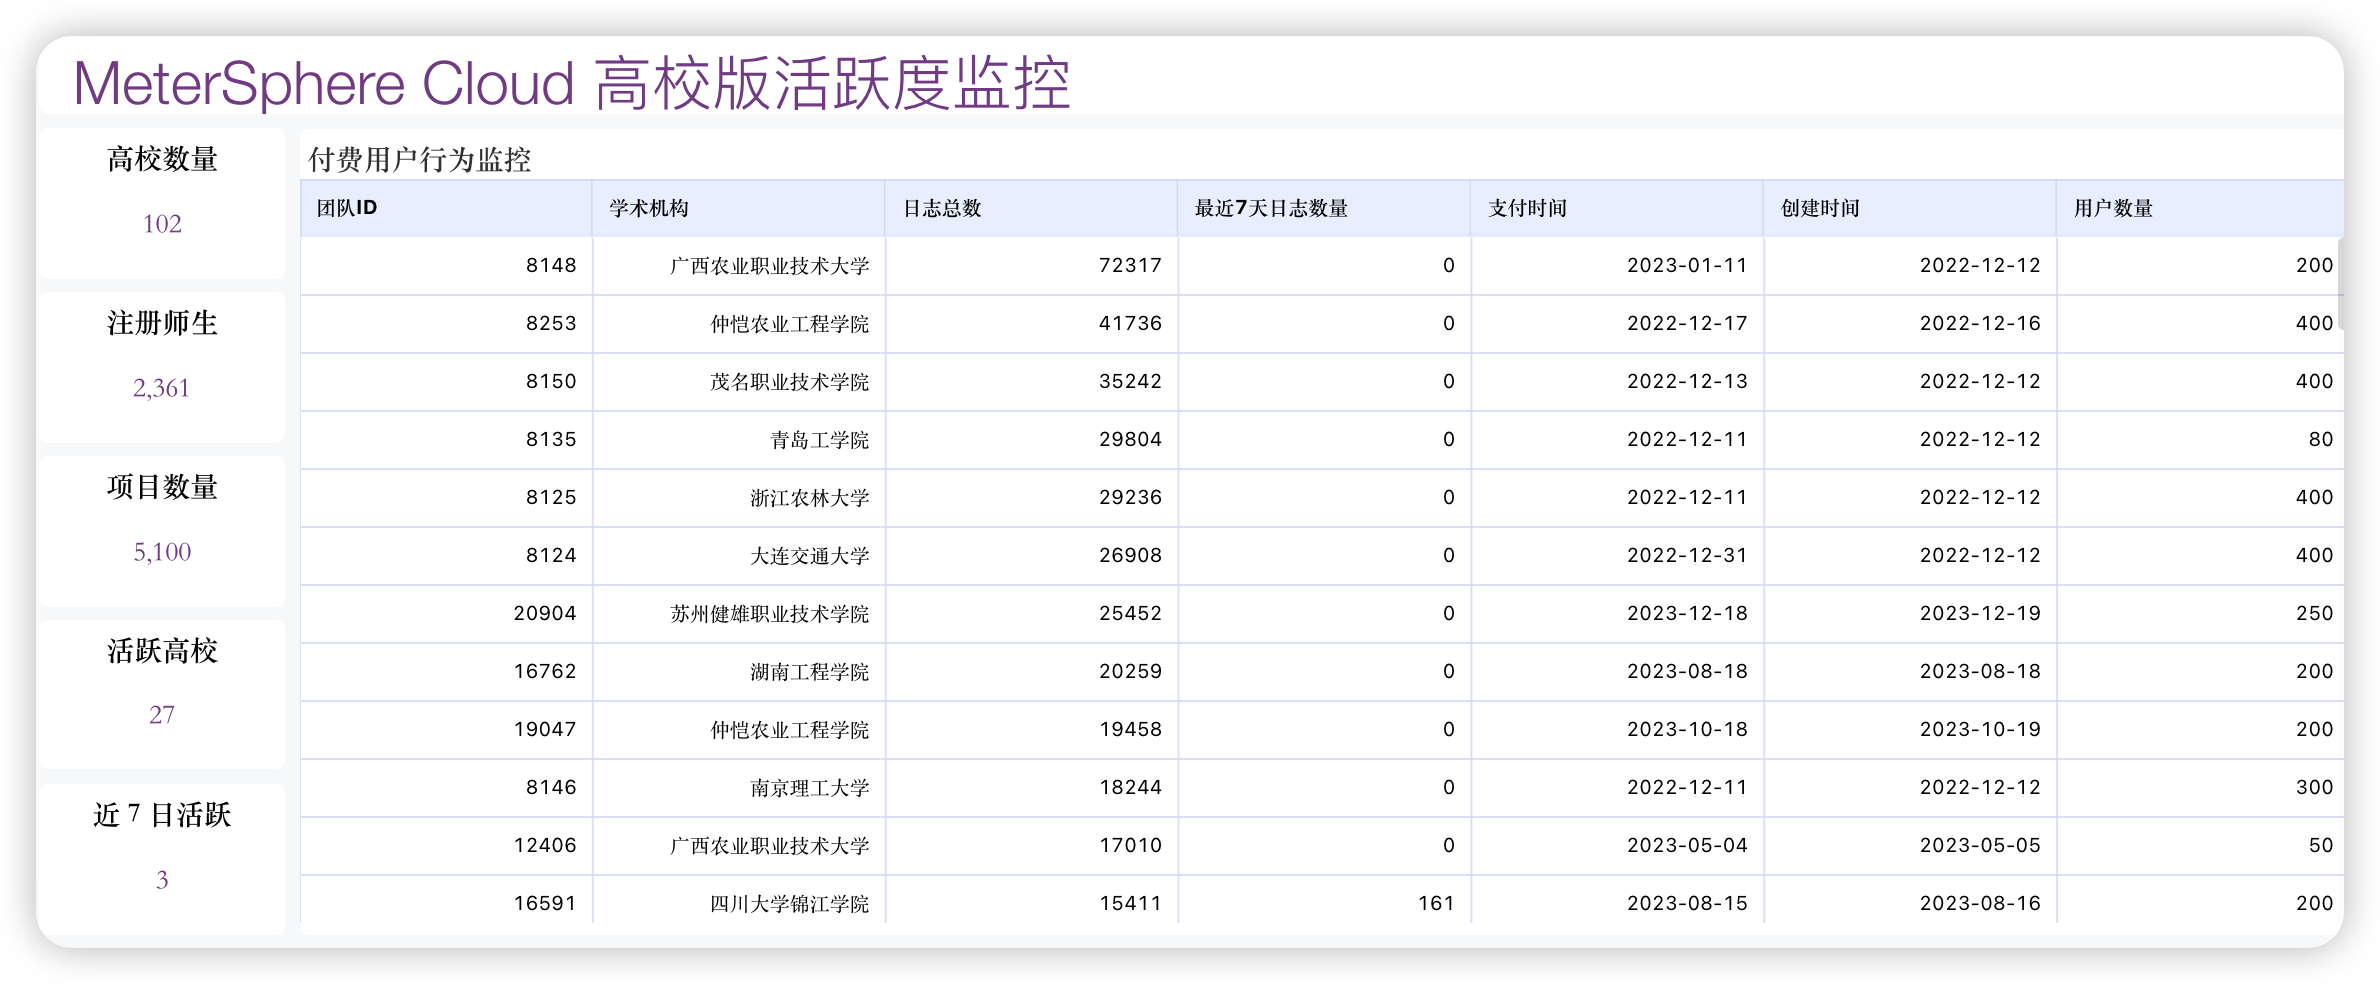 MeterSphere Cloud 高校版活跃度监控
高校数量
102
注册师生
2,361
项目数量
5,100
活跃高校
27
近 7 日活跃
3
付费用户行为监控
团队ID 学术机构 日志总数 最近7天日志数量 支付时间 创建时间 用户数量
8148 广西农业职业技术大学 72317 0 2023-01-11 2022-12-12 200
8253 仲恺农业工程学院 41736 0 2022-12-17 2022-12-16 400
8150 茂名职业技术学院 35242 0 2022-12-13 2022-12-12 400
8135 青岛工学院 29804 0 2022-12-11 2022-12-12 80
8125 浙江农林大学 29236 0 2022-12-11 2022-12-12 400
8124 大连交通大学 26908 0 2022-12-31 2022-12-12 400
20904 苏州健雄职业技术学院 25452 0 2023-12-18 2023-12-19 250
16762 湖南工程学院 20259 0 2023-08-18 2023-08-18 200
19047 仲恺农业工程学院 19458 0 2023-10-18 2023-10-19 200
8146 南京理工大学 18244 0 2022-12-11 2022-12-12 300
12406 广西农业职业技术大学 17010 0 2023-05-04 2023-05-05 50
16591 四川大学锦江学院 15411 161 2023-08-15 2023-08-16 200